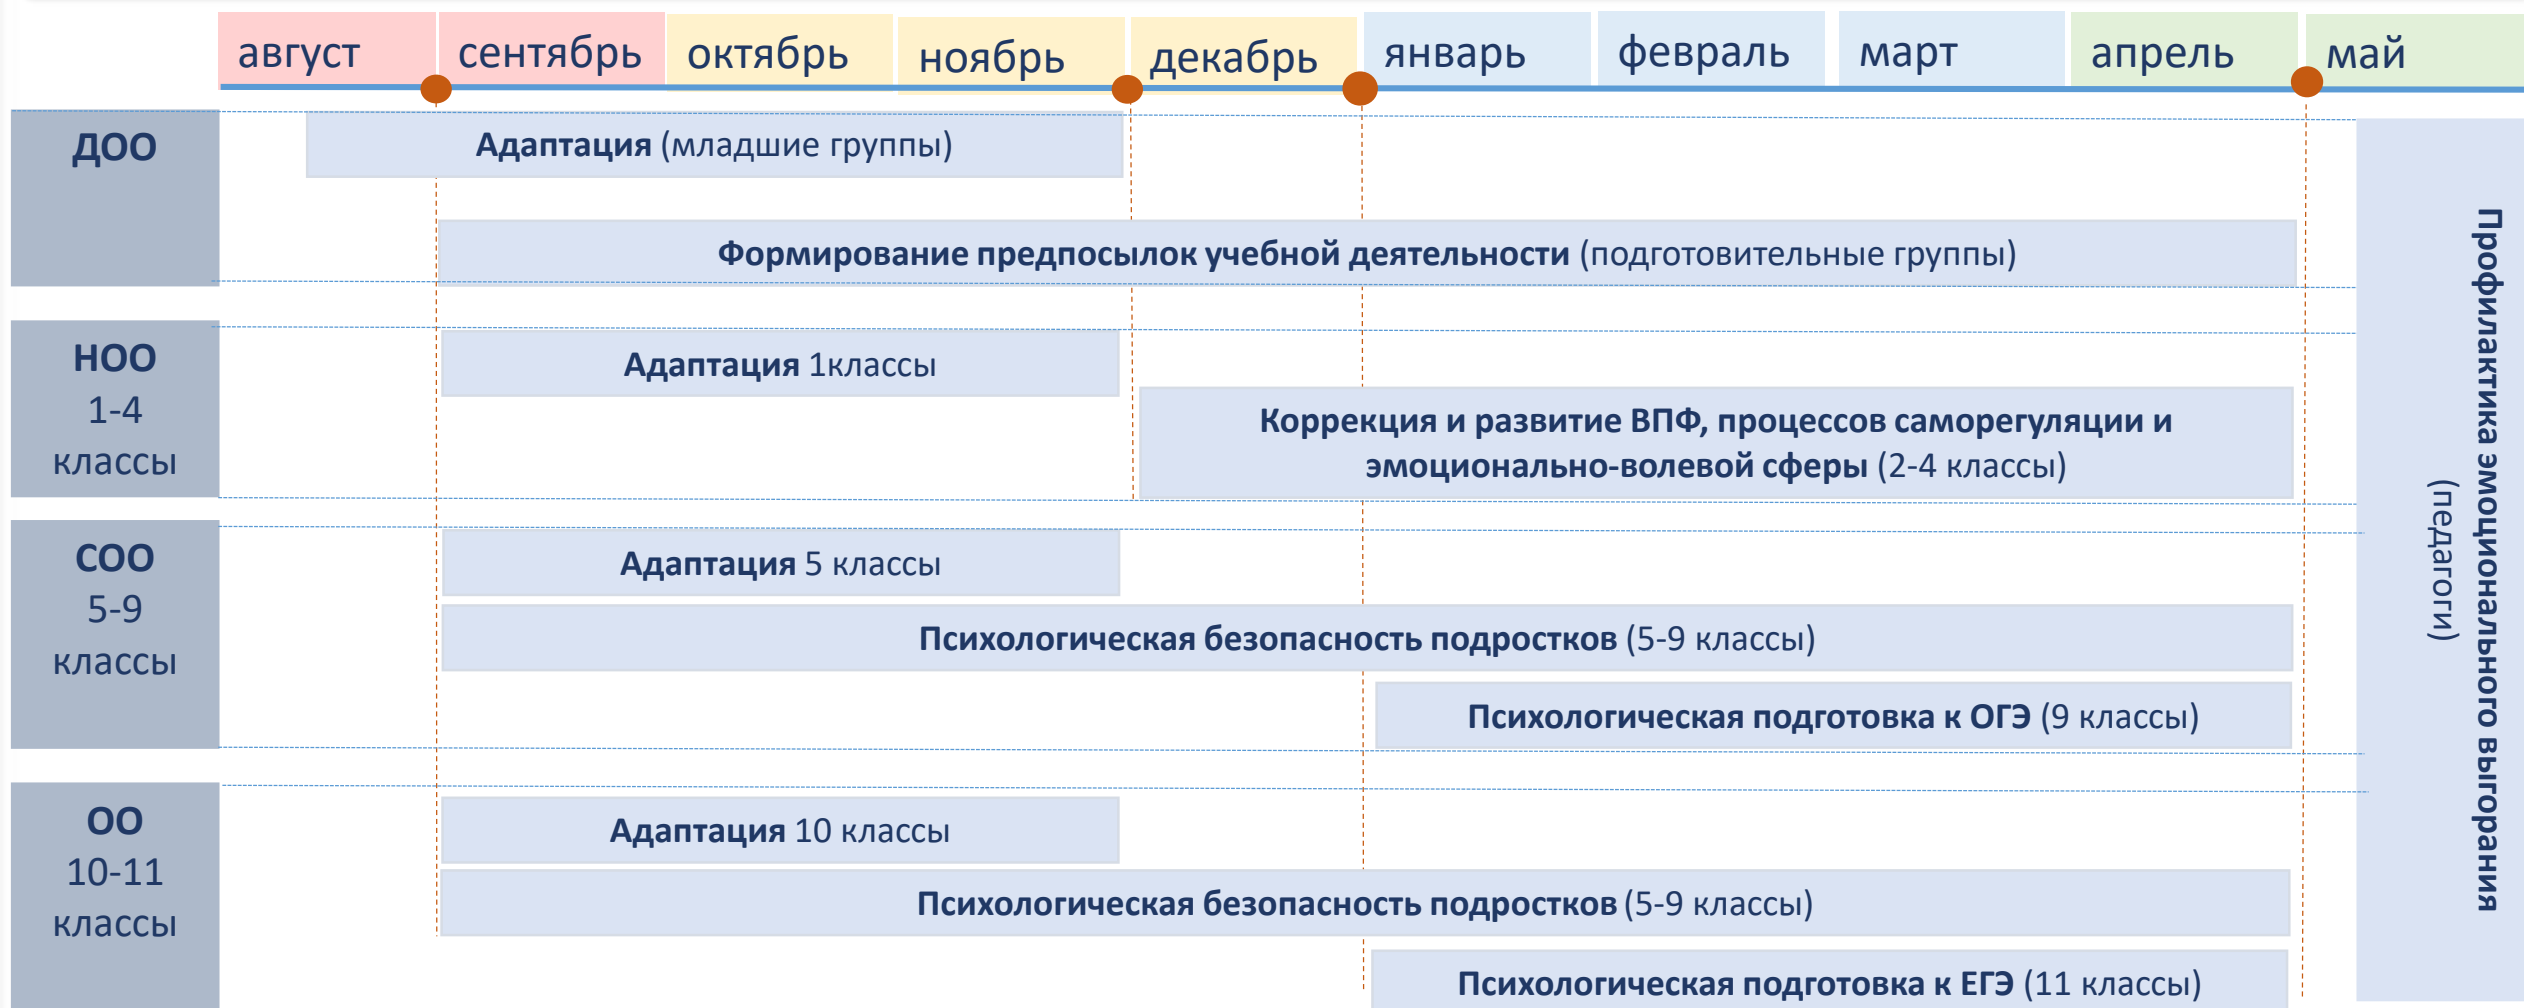 август
сентябрь
октябрь
ноябрь
декабрь
январь
февраль
март
апрель
май
ДОО
Адаптация (младшие группы)
Формирование предпосылок учебной деятельности (подготовительные группы)
НОО
1-4
классы
Адаптация 1классы
Коррекция и развитие ВПФ, процессов саморегуляции и
эмоционально-волевой сферы (2-4 классы)
СОО
5-9
классы
Адаптация 5 классы
Психологическая безопасность подростков (5-9 классы)
Психологическая подготовка к ОГЭ (9 классы)
ОО
10-11
классы
Адаптация 10 классы
Психологическая безопасность подростков (5-9 классы)
Психологическая подготовка к ЕГЭ (11 классы)
Профилактика эмоционального выгорания
(педагоги)